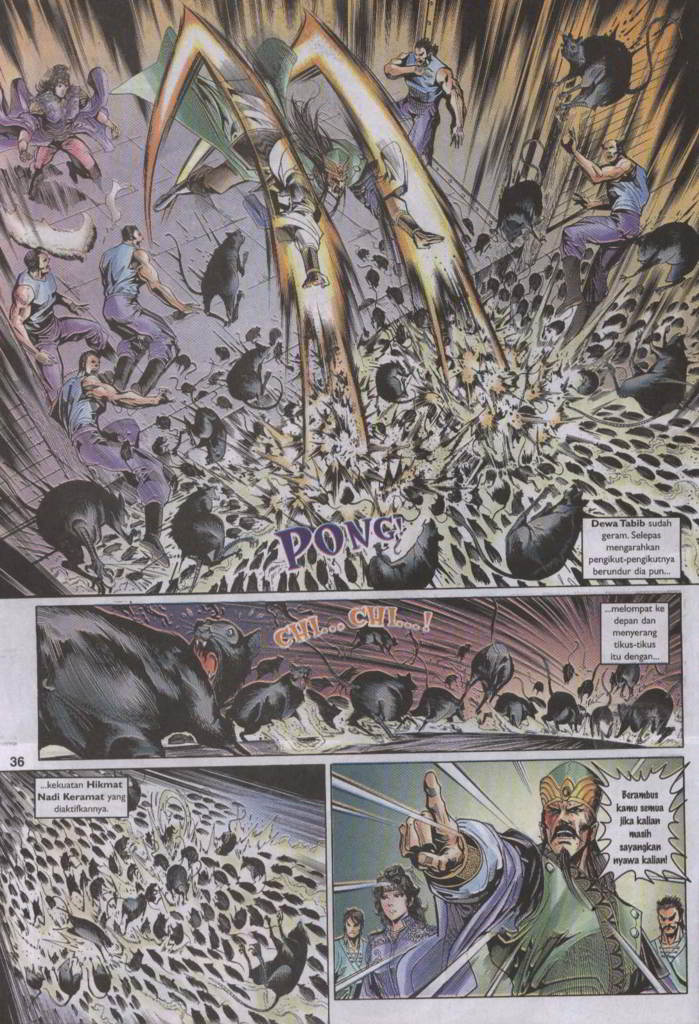 PONG!
Dewa Tabib sudah
geram. Selepas
mengarahkan
pengikut-pengikutnya
berundur dia pun...
CHI... CHI...!
...melompat ke
depan dan
menyerang
tikus-tikus
itu dengan...
36
...kekuatan Hikmat
Nadi Keramat yang
diaktifkannya.
Berambus
kamu semua
jika kalian
masih
sayangkan
nyawa kalian!